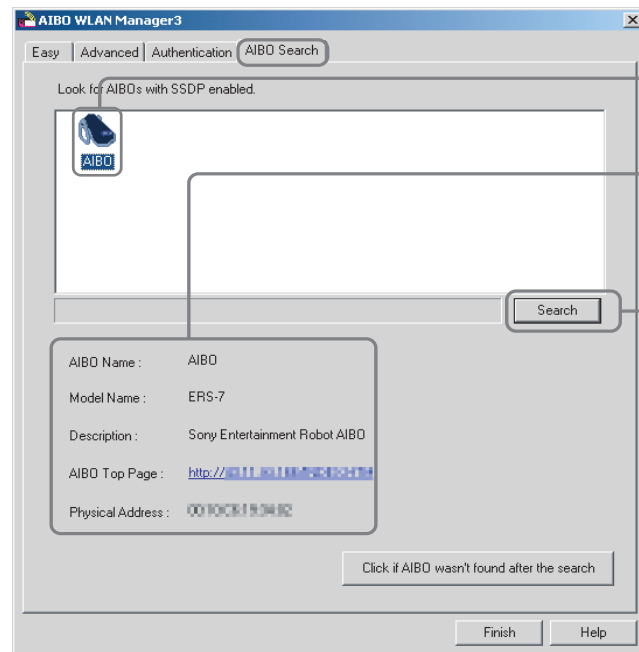 AIBO WLAN Manager3
Easy Advanced Authentication AIBO Search
Look for AIBOs with SSDP enabled.
AIBO
Search
AIBO Name : AIBO
Model Name : ERS-7
Description : Sony Entertainment Robot AIBO
AIBO Top Page : http://
Physical Address :
Click if AIBO wasn't found after the search
Finish Help